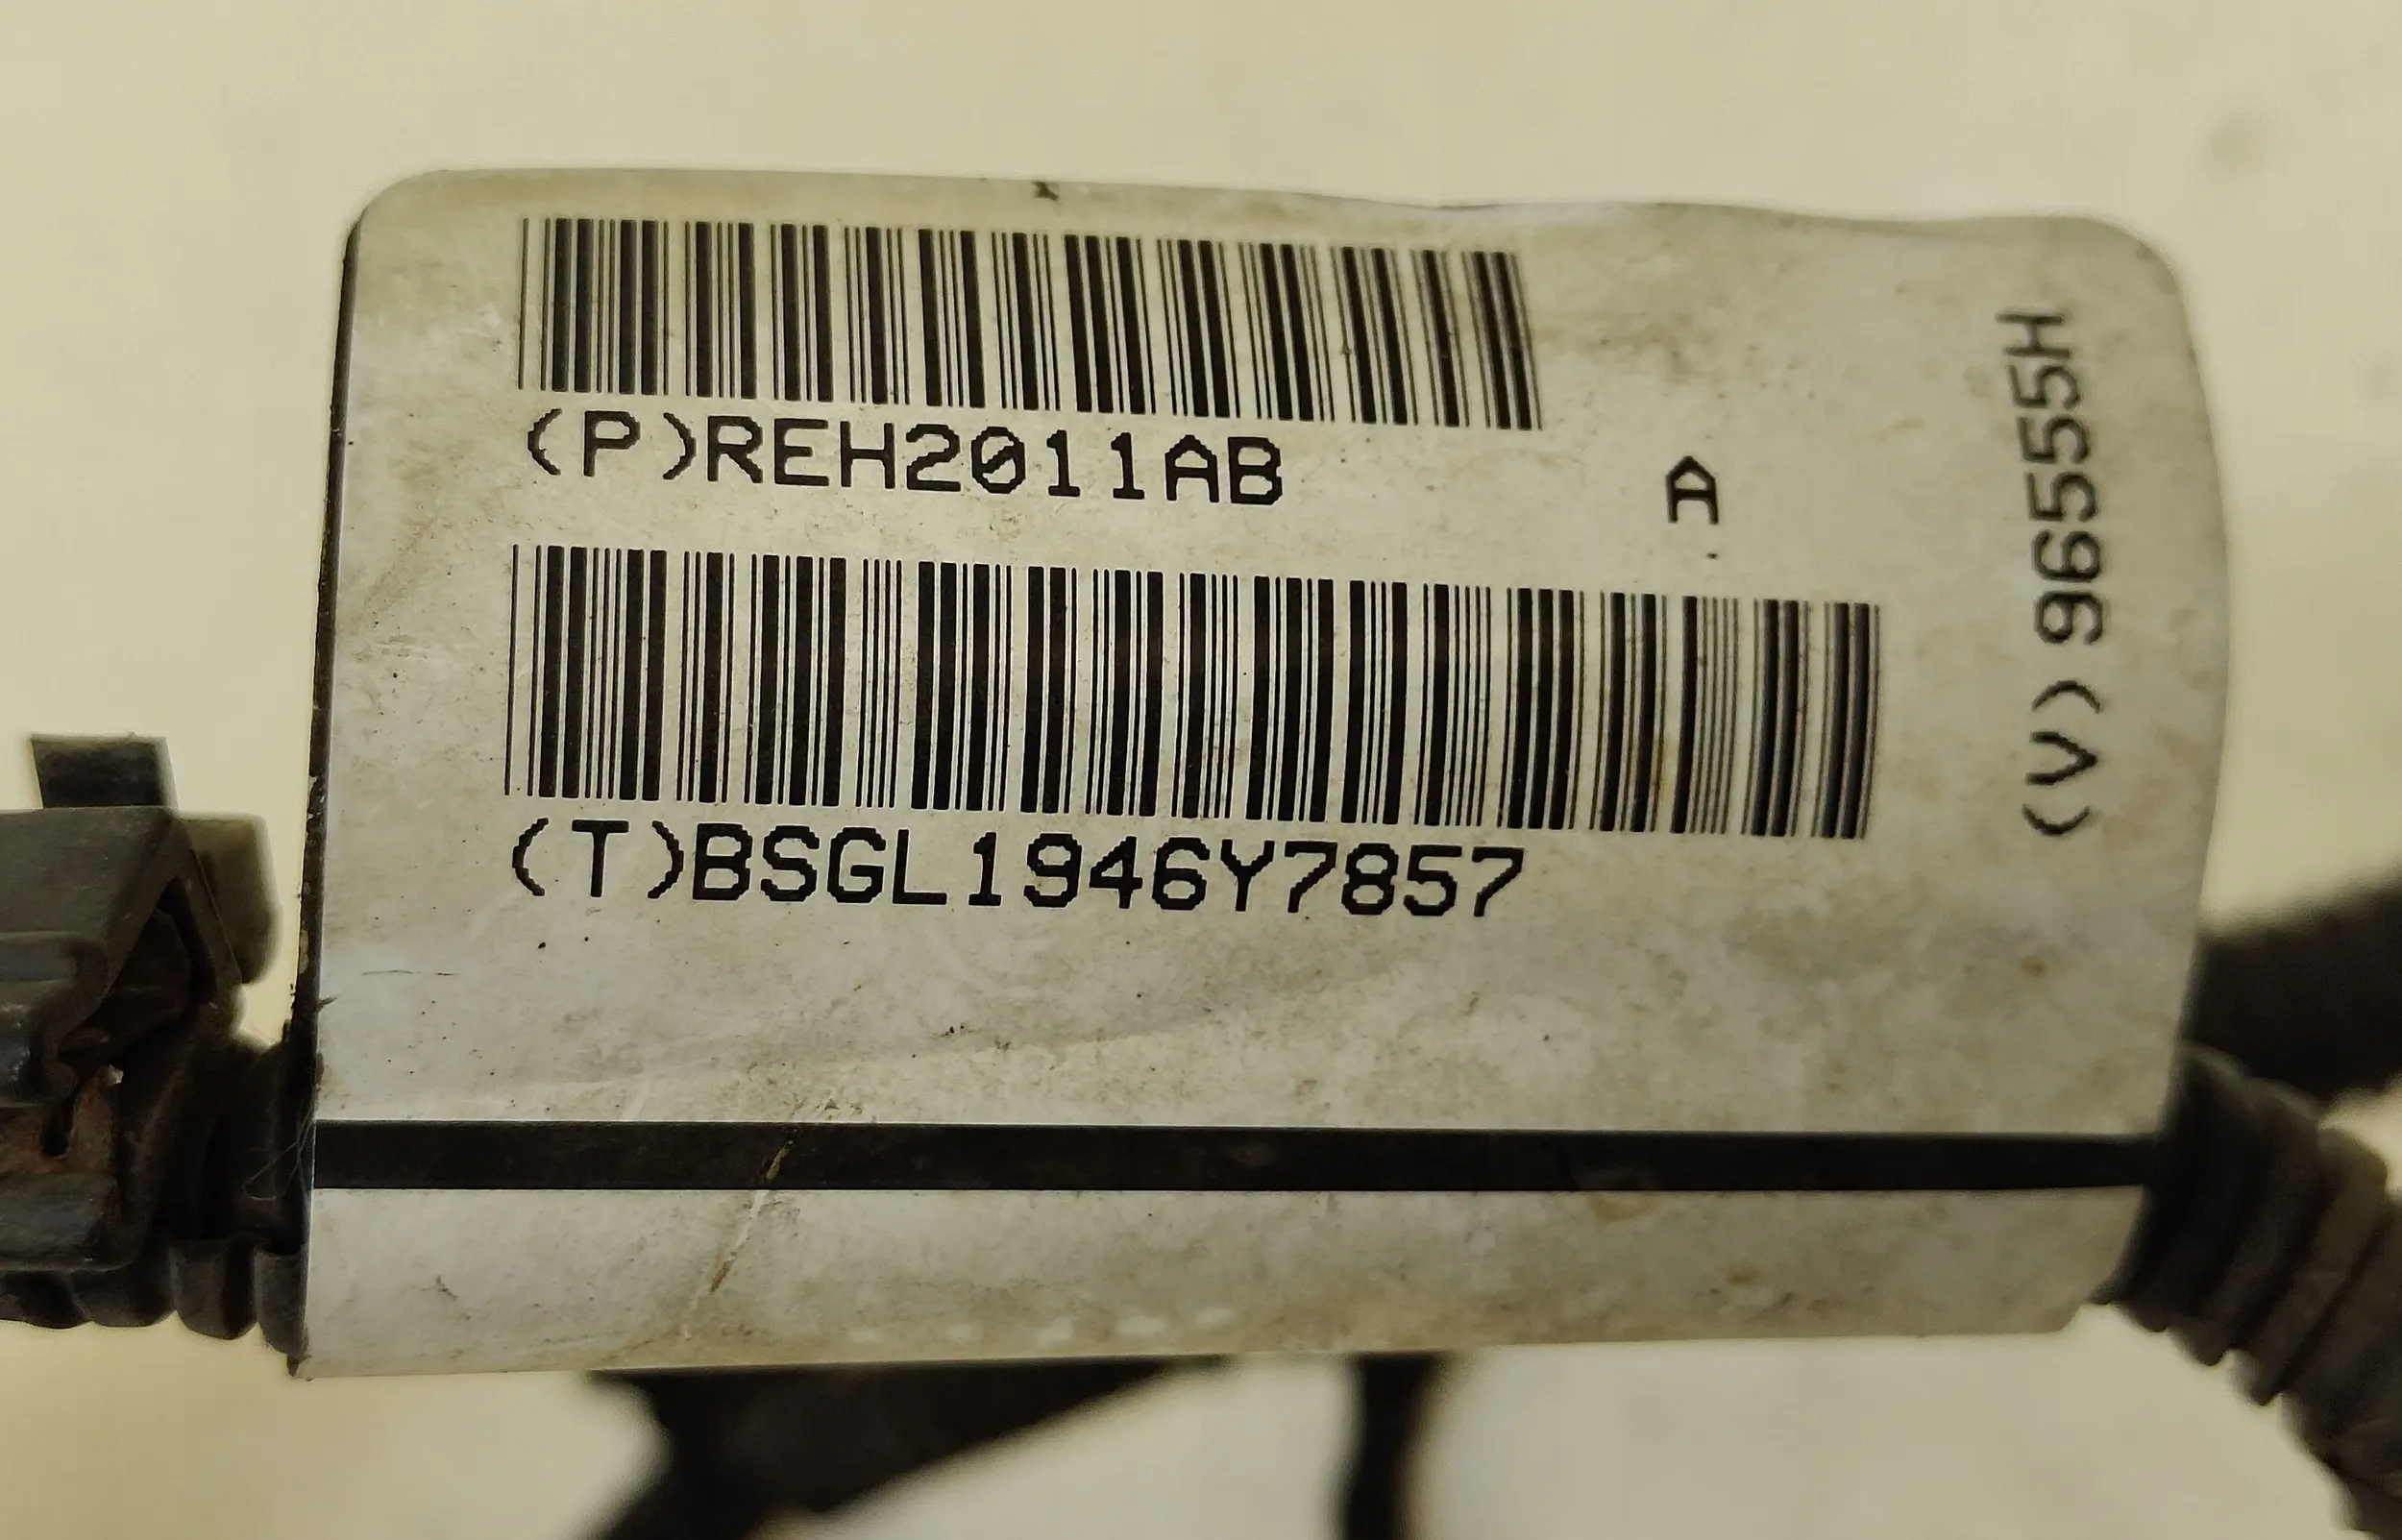 (P)REH2011AB
A
(T)BSGL1946Y7857
(V) 96555H